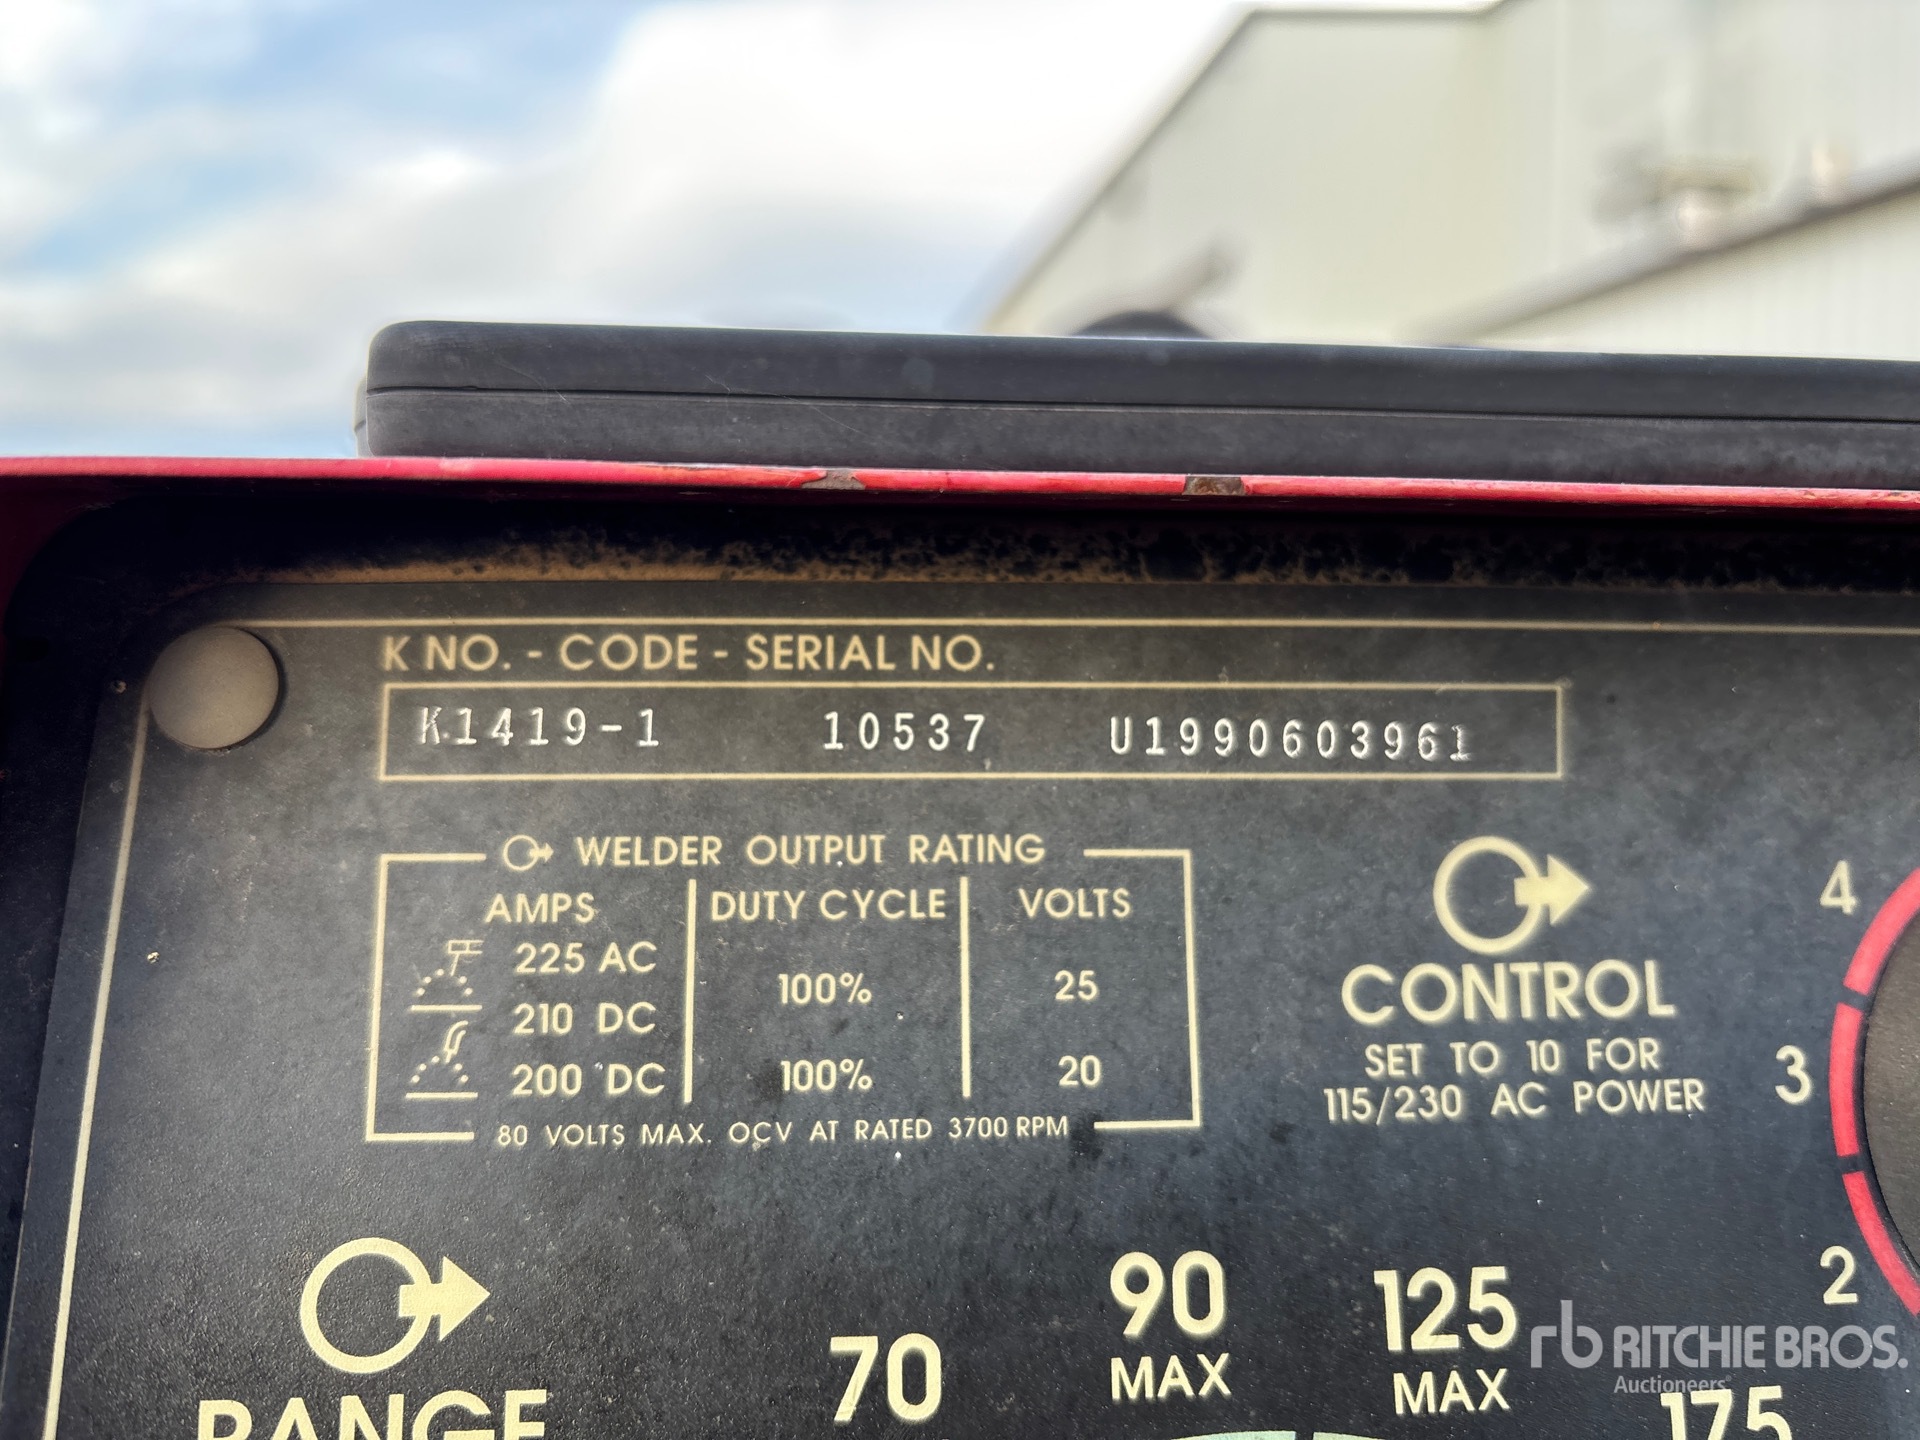 K NO. - CODE - SERIAL NO.
K1419-1 10537 U1990603961
WELDER OUTPUT RATING
AMPS DUTY CYCLE VOLTS
225 AC
210 DC 100% 25
200 DC 100% 20
80 VOLTS MAX. OCV AT RATED 3700 RPM
CONTROL
SET TO 10 FOR
115/230 AC POWER
4
3
2
RANGE
70
90
MAX
125
MAX
175
rb RITCHIE BROS.
Auctioneers